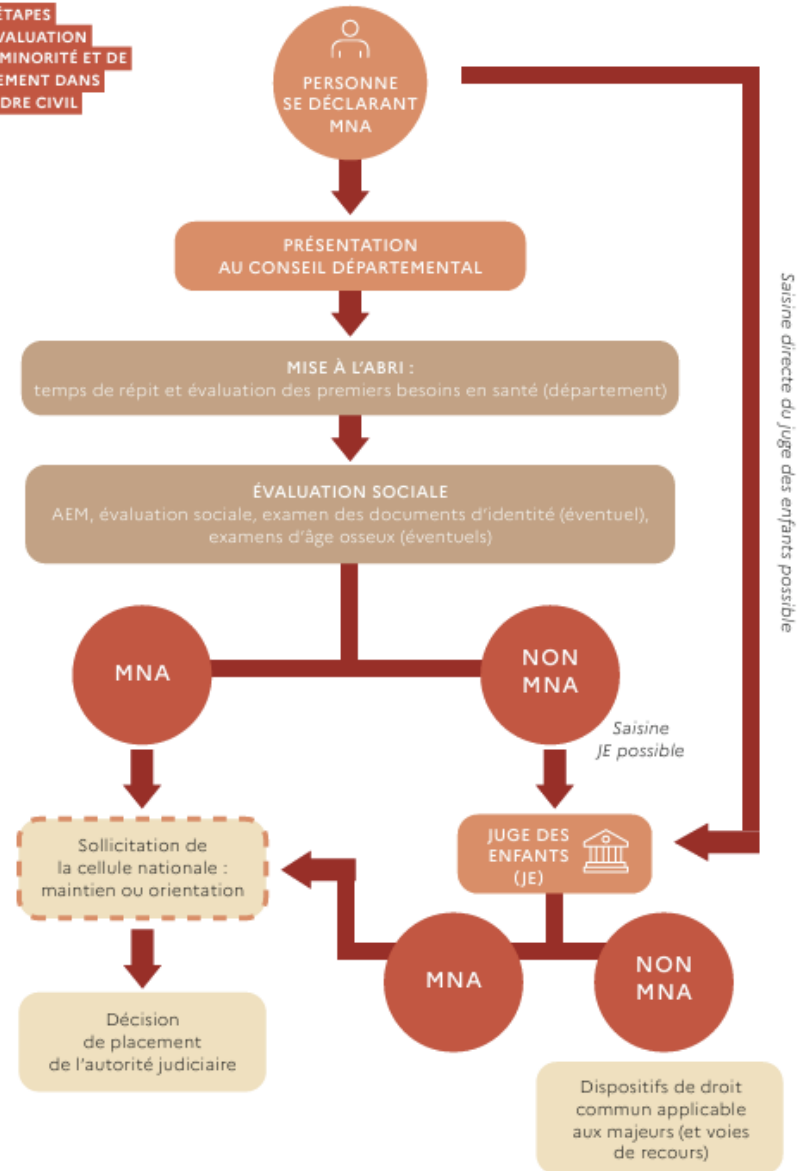 ÉTAPES
MINORITÉ ET DE
DANS
CIVIL
PERSONNE
SE DÉCLARANT
MNA
PRÉSENTATION
AU CONSEIL DÉPARTEMENTAL
MISE À L'ABRI :
temps de répit et évaluation des premiers besoins en santé (département)
ÉVALUATION SOCIALE
AEM, évaluation sociale, examen des documents d'identité (éventuel),
examens d'âge osseux (éventuels)
Saisine directe du juge des enfants possible
MNA
NON
MNA
Saisine
JE possible
Sollicitation de
la cellule nationale :
maintien ou orientation
JUGE DES
ENFANTS
(JE)
MNA
NON
MNA
Décision
de placement
de l'autorité judiciaire
Dispositifs de droit
commun applicable
aux majeurs (et voies
de recours)